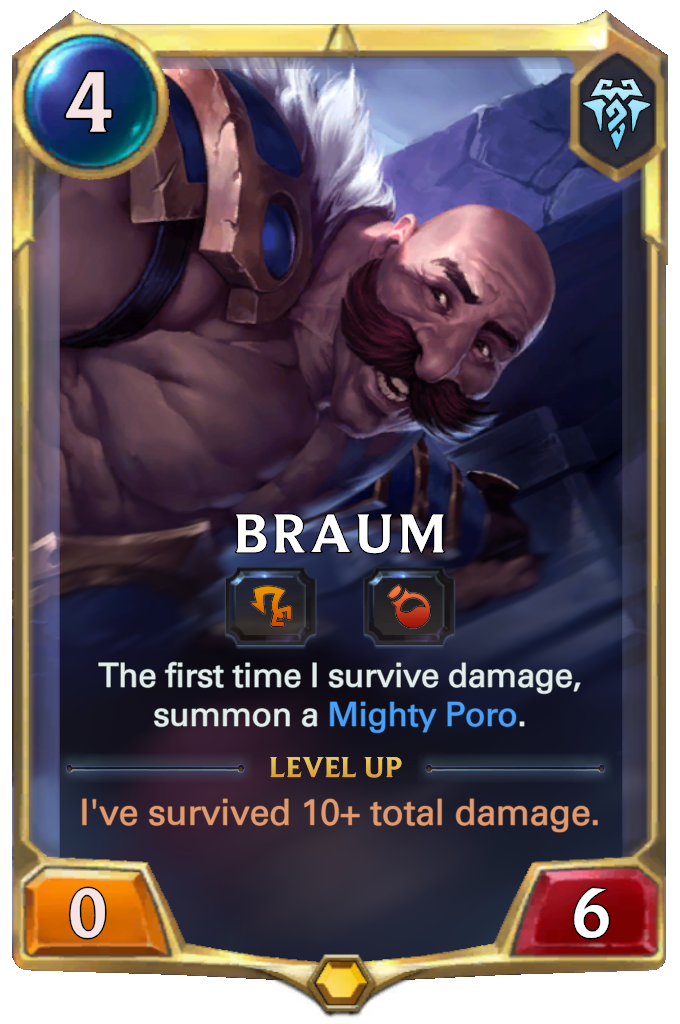 4
BRAUM
The first time I survive damage,
summon a Mighty Poro.
LEVEL UP
I've survived 10+ total damage.
0
6